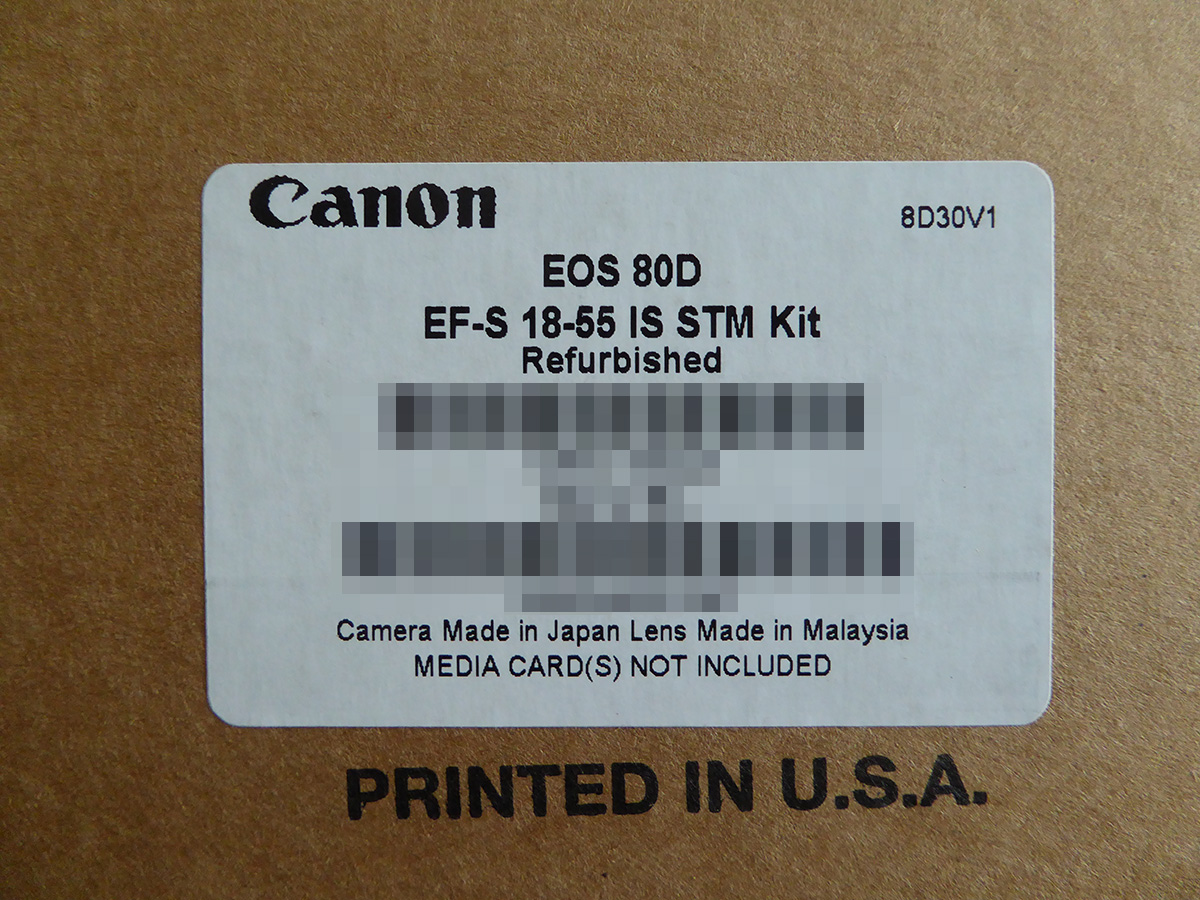 Canon
8D30V1
EOS 80D
EF-S 18-55 IS STM Kit
Refurbished
Camera Made in Japan Lens Made in Malaysia
MEDIA CARD(S) NOT INCLUDED
PRINTED IN U.S.A.